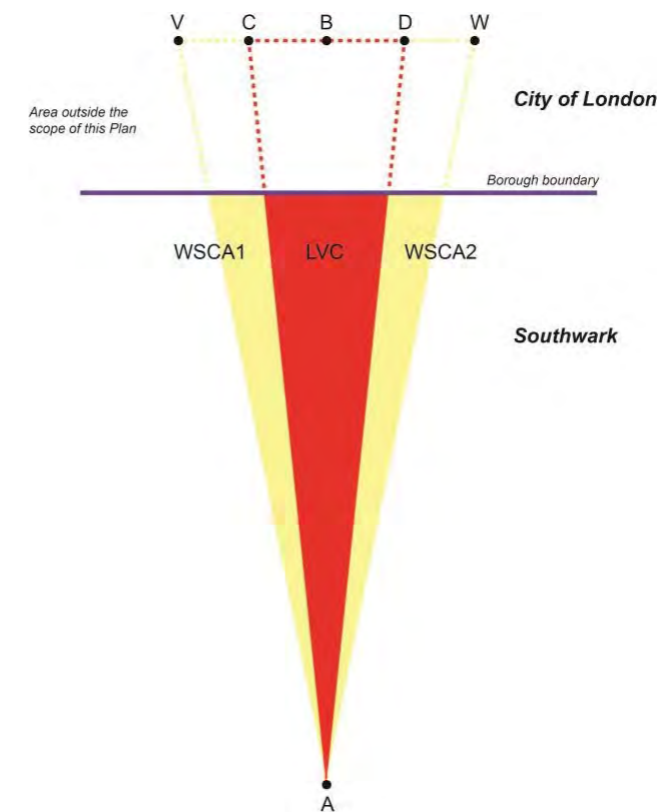 V C B D W
City of London
Area outside the
scope of this Plan
Borough boundary
WSCA1 LVC WSCA2
Southwark
A